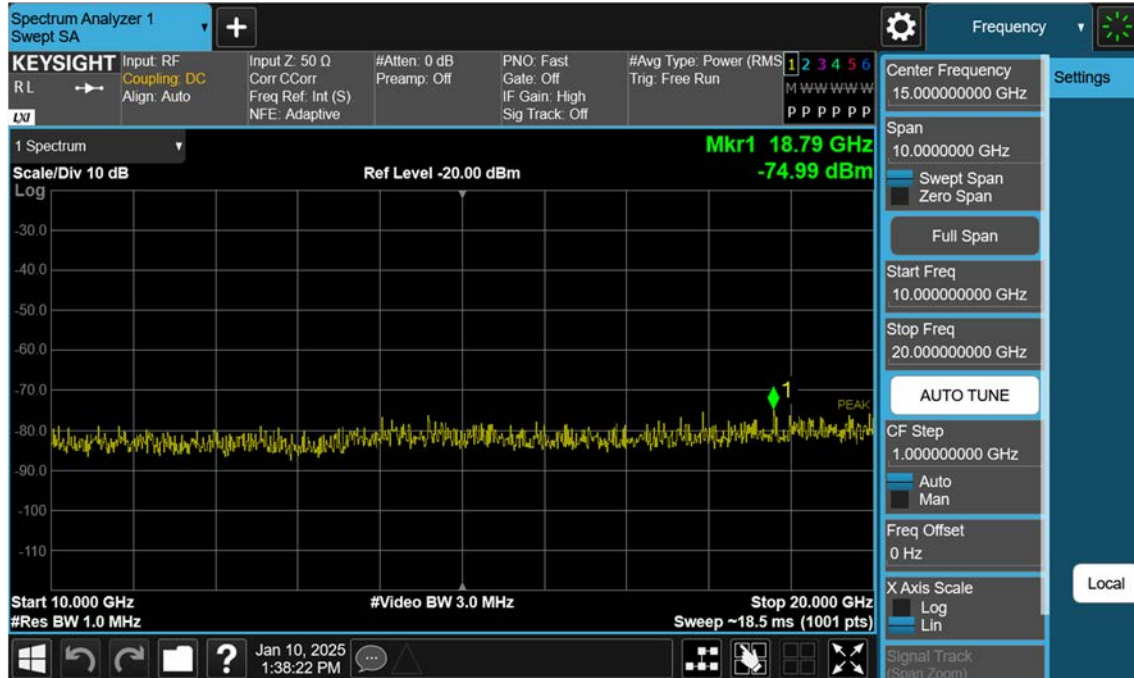 Spectrum Analyzer 1
Swept SA
Frequency
KEYSIGHT
R L
LXI
Input: RF
Coupling: DC
Align: Auto
Input Z: 50 Ω
Corr CCorr
Freq Ref: Int (S)
NFE: Adaptive
#Atten: 0 dB
Preamp: Off
PNO: Fast
Gate: Off
IF Gain: High
Sig Track: Off
#Avg Type: Power (RMS
Trig: Free Run
1 2 3 4 5 6
M W W W W W
P P P P P P
1 Spectrum
Mkr1 18.79 GHz
-74.99 dBm
Scale/Div 10 dB
Ref Level -20.00 dBm
Log
-30.0
-40.0
-50.0
-60.0
-70.0
-80.0
-90.0
-100
-110
1
PEAK
Start 10.000 GHz
#Video BW 3.0 MHz
Stop 20.000 GHz
#Res BW 1.0 MHz
Sweep ~18.5 ms (1001 pts)
Jan 10, 2025
1:38:22 PM
Center Frequency
15.000000000 GHz
Span
10.0000000 GHz
Swept Span
Zero Span
Full Span
Start Freq
10.000000000 GHz
Stop Freq
20.000000000 GHz
AUTO TUNE
CF Step
1.000000000 GHz
Auto
Man
Freq Offset
0 Hz
X Axis Scale
Log
Lin
Signal Track
(Span Zoom)
Settings
Local